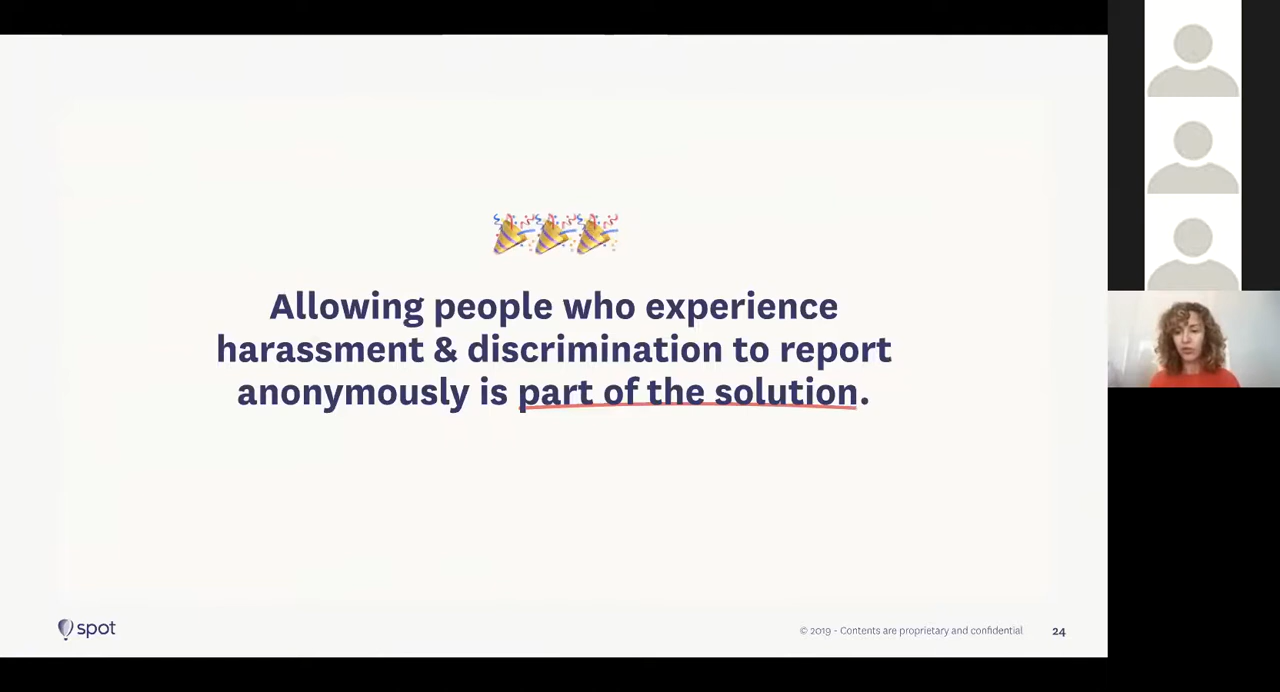 Allowing people who experience
harassment & discrimination to report
anonymously is part of the solution.
spot
© 2019 - Contents are proprietary and confidential
24